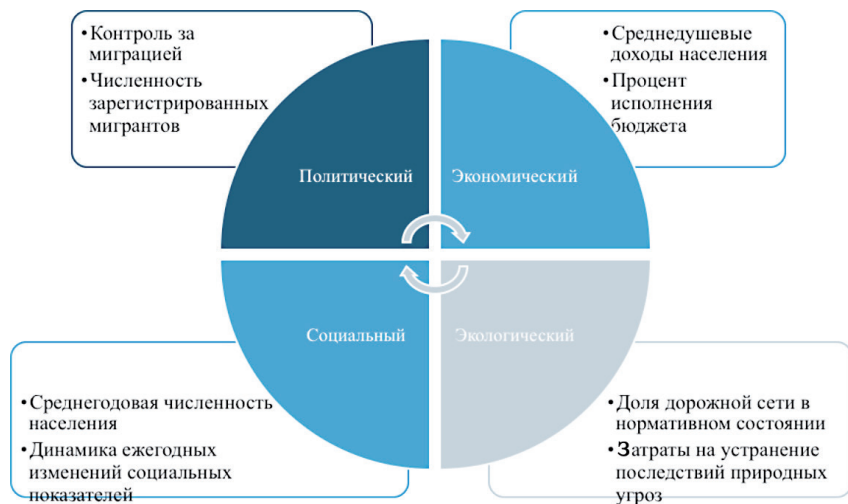 •Контроль за
миграцией
•Численность
зарегистрированных
мигрантов
•Среднедушевые
доходы населения
•Процент
исполнения
бюджета
Политический
Экономический
Социальный
Экологический
•Среднегодовая численность
населения
•Динамика ежегодных
изменений социальных
показателей
•Доля дорожной сети в
нормативном состоянии
•Затраты на устранение
последствий природных
угроз